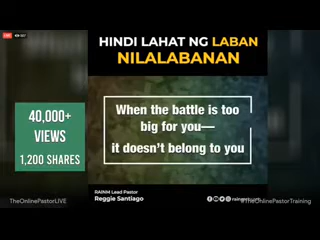 HINDI LAHAT NG LABAN
NILALABANAN
40,000+
VIEWS
1,200 SHARES
When the battle is too
big for you—
it doesn't belong to you
RAINM Lead Pastor
Reggie Santiago
#TheOnlinePastorLIVE
#TheOnlinePastorTraining